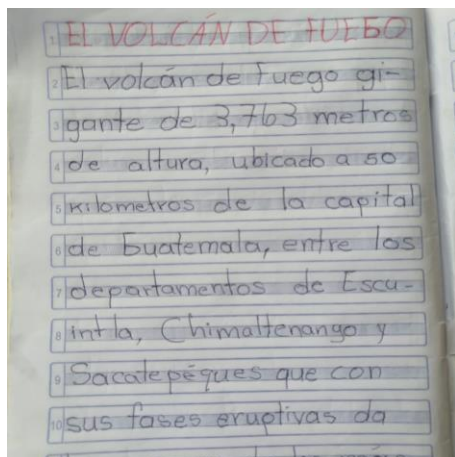 EL VOLCÁN DE FUEGO
El volcán de fuego gi-
gante de 3,763 metros
de altura, ubicado a 50
kilometros de la capital
de Guatemala, entre los
departamentos de Escu-
intla, Chimaltenango y
Sacatepéques que con
sus fases eruptivas da